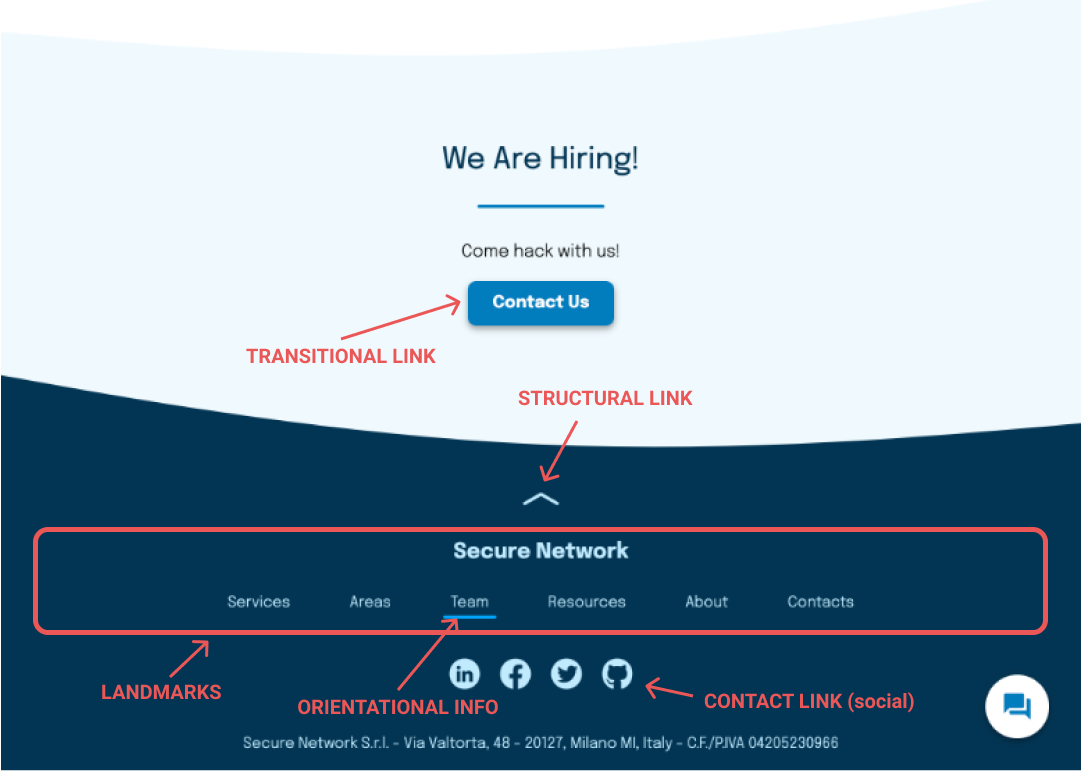 We Are Hiring!
Come hack with us!
Contact Us
TRANSITIONAL LINK
STRUCTURAL LINK
Secure Network
Services Areas Team Resources About Contacts
LANDMARKS
ORIENTATIONAL INFO
CONTACT LINK (social)
Secure Network S.r.l. - Via Valtorta, 48 - 20127, Milano MI, Italy - C.F./P.IVA 04205230966